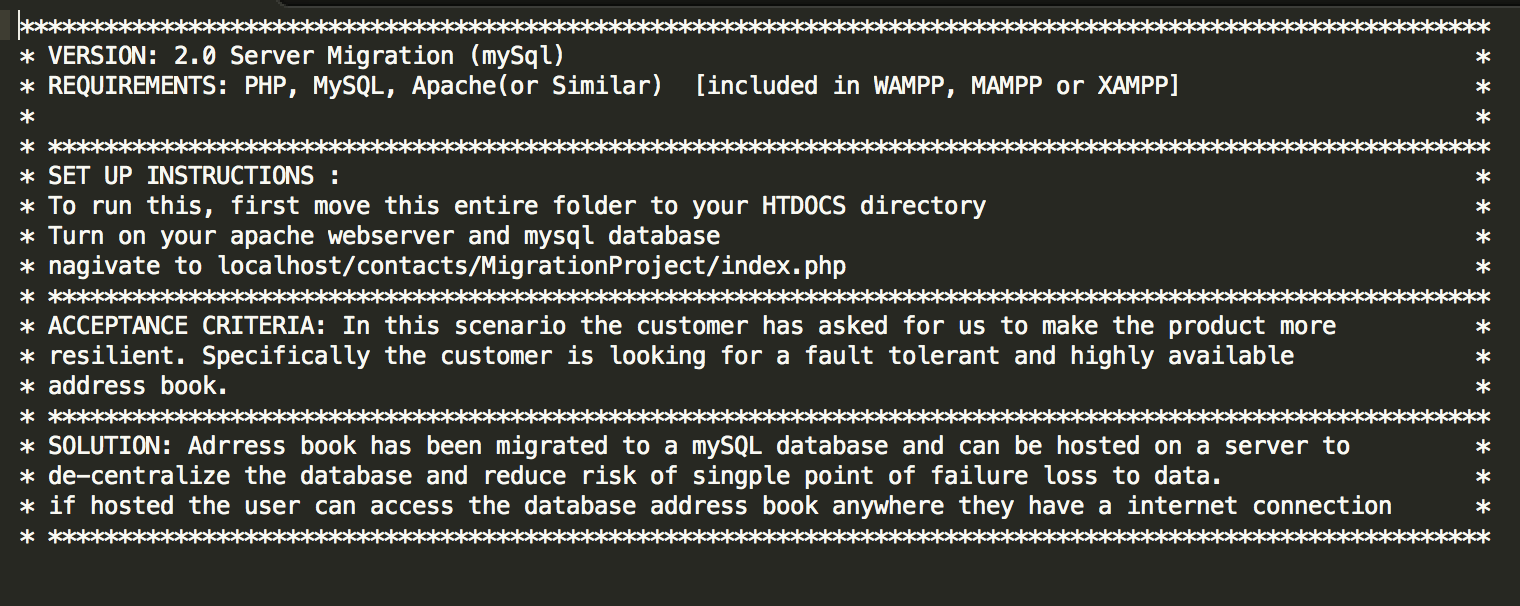 *********************************************************************************************************
* VERSION: 2.0 Server Migration (mySql)                                                                 *
* REQUIREMENTS: PHP, MySQL, Apache(or Similar)  [included in WAMPP, MAMPP or XAMPP]                     *
*                                                                                                       *
* *******************************************************************************************************
* SET UP INSTRUCTIONS :                                                                                 *
* To run this, first move this entire folder to your HTDOCS directory                                   *
* Turn on your apache webserver and mysql database                                                      *
* nagivate to localhost/contacts/MigrationProject/index.php                                             *
* *******************************************************************************************************
* ACCEPTANCE CRITERIA: In this scenario the customer has asked for us to make the product more          *
* resilient. Specifically the customer is looking for a fault tolerant and highly available             *
* address book.                                                                                         *
* *******************************************************************************************************
* SOLUTION: Adrress book has been migrated to a mySQL database and can be hosted on a server to         *
* de-centralize the database and reduce risk of singple point of failure loss to data.                  *
* if hosted the user can access the database address book anywhere they have a internet connection      *
* *******************************************************************************************************